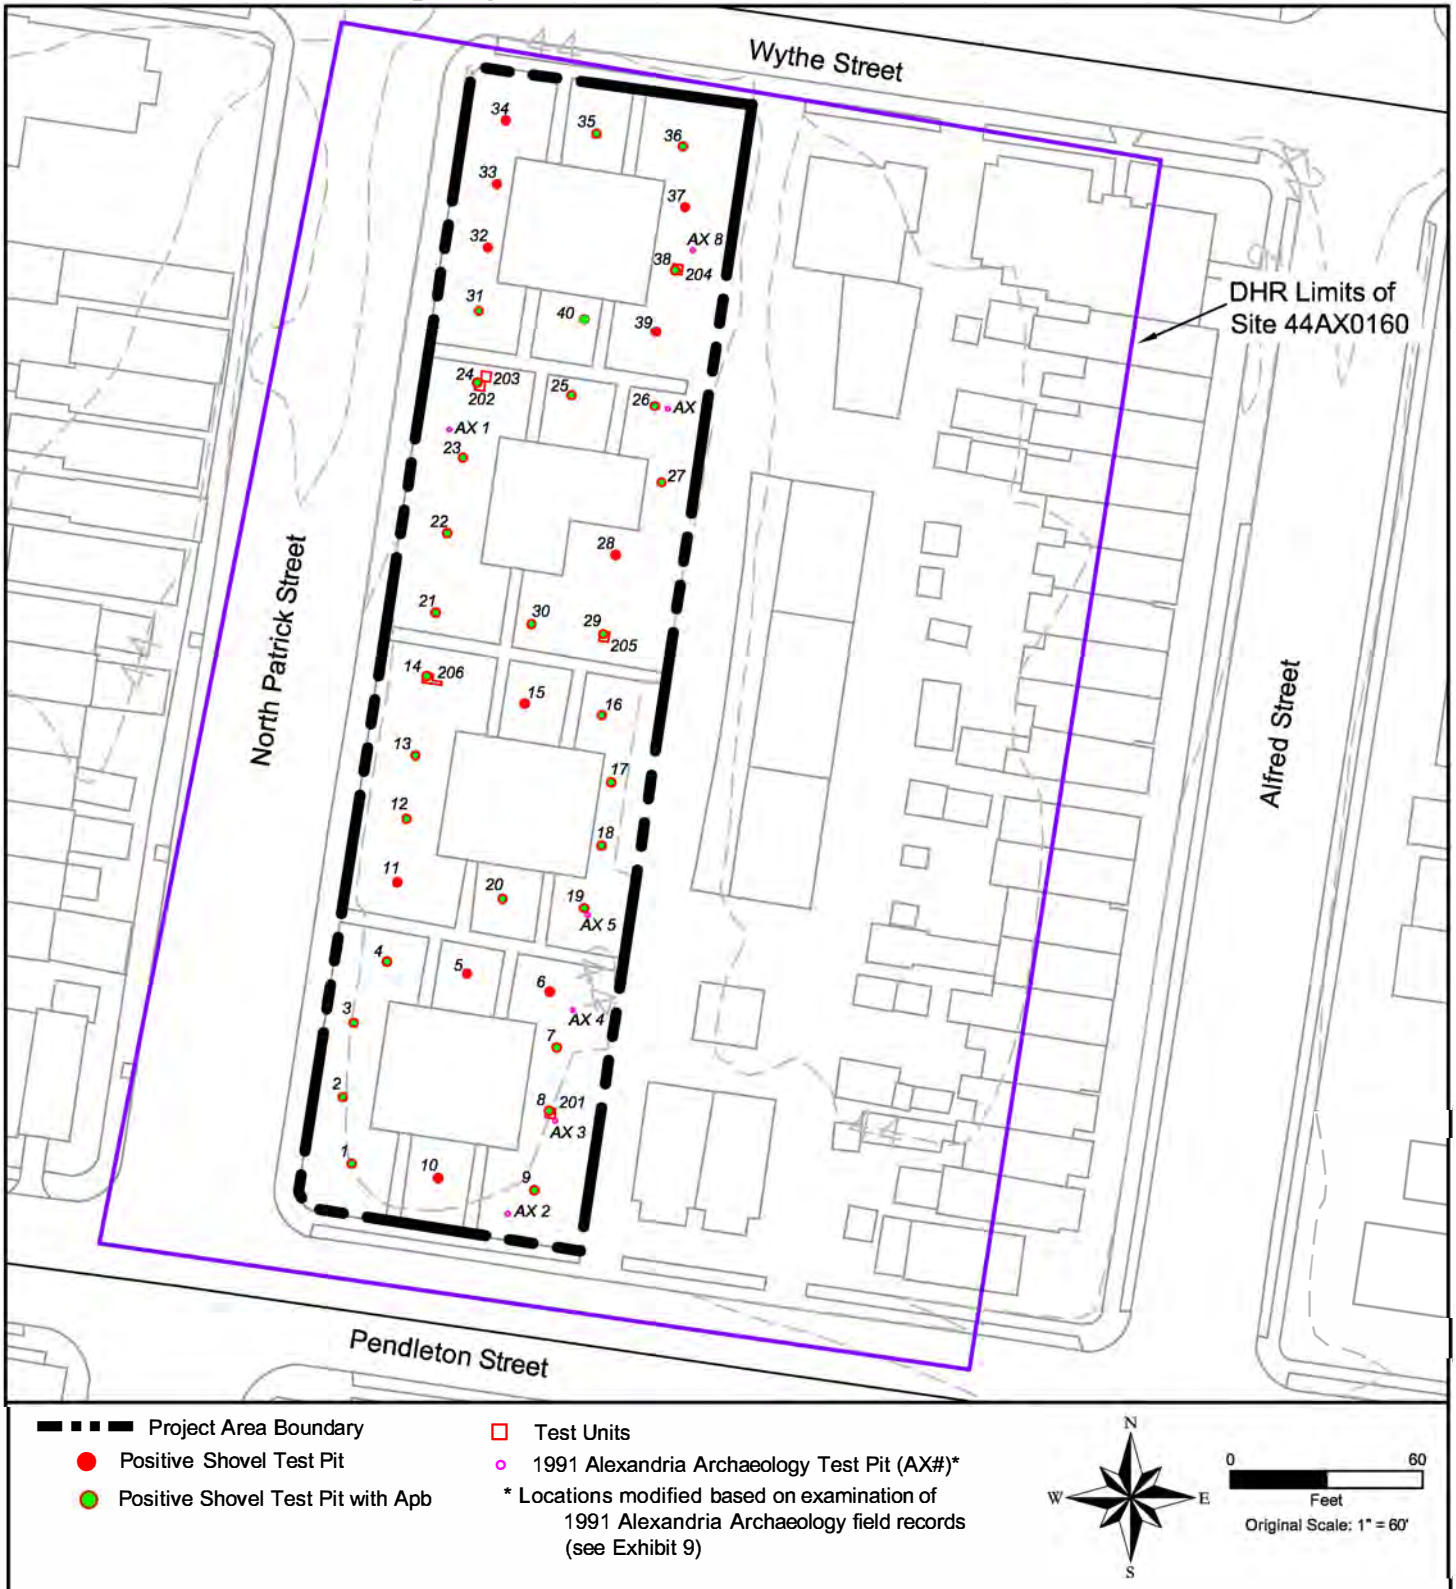 44
Wythe Street
34
35
36
33
37
32
AX 8
38
204
31
40
39
DHR Limits of
Site 44AX0160
24
203
202
25
26
AX
AX 1
23
27
22
28
North Patrick Street
21
30
29
205
14
206
15
16
Alfred Street
13
17
12
18
11
20
19
AX 5
4
5
6
AX 4
3
7
2
8
201
AX 3
44
1
10
9
AX 2
Pendleton Street
Project Area Boundary
Positive Shovel Test Pit
Positive Shovel Test Pit with Apb
Test Units
1991 Alexandria Archaeology Test Pit (AX#)*
* Locations modified based on examination of
1991 Alexandria Archaeology field records
(see Exhibit 9)
N
W
E
S
0
60
Feet
Original Scale: 1" = 60'